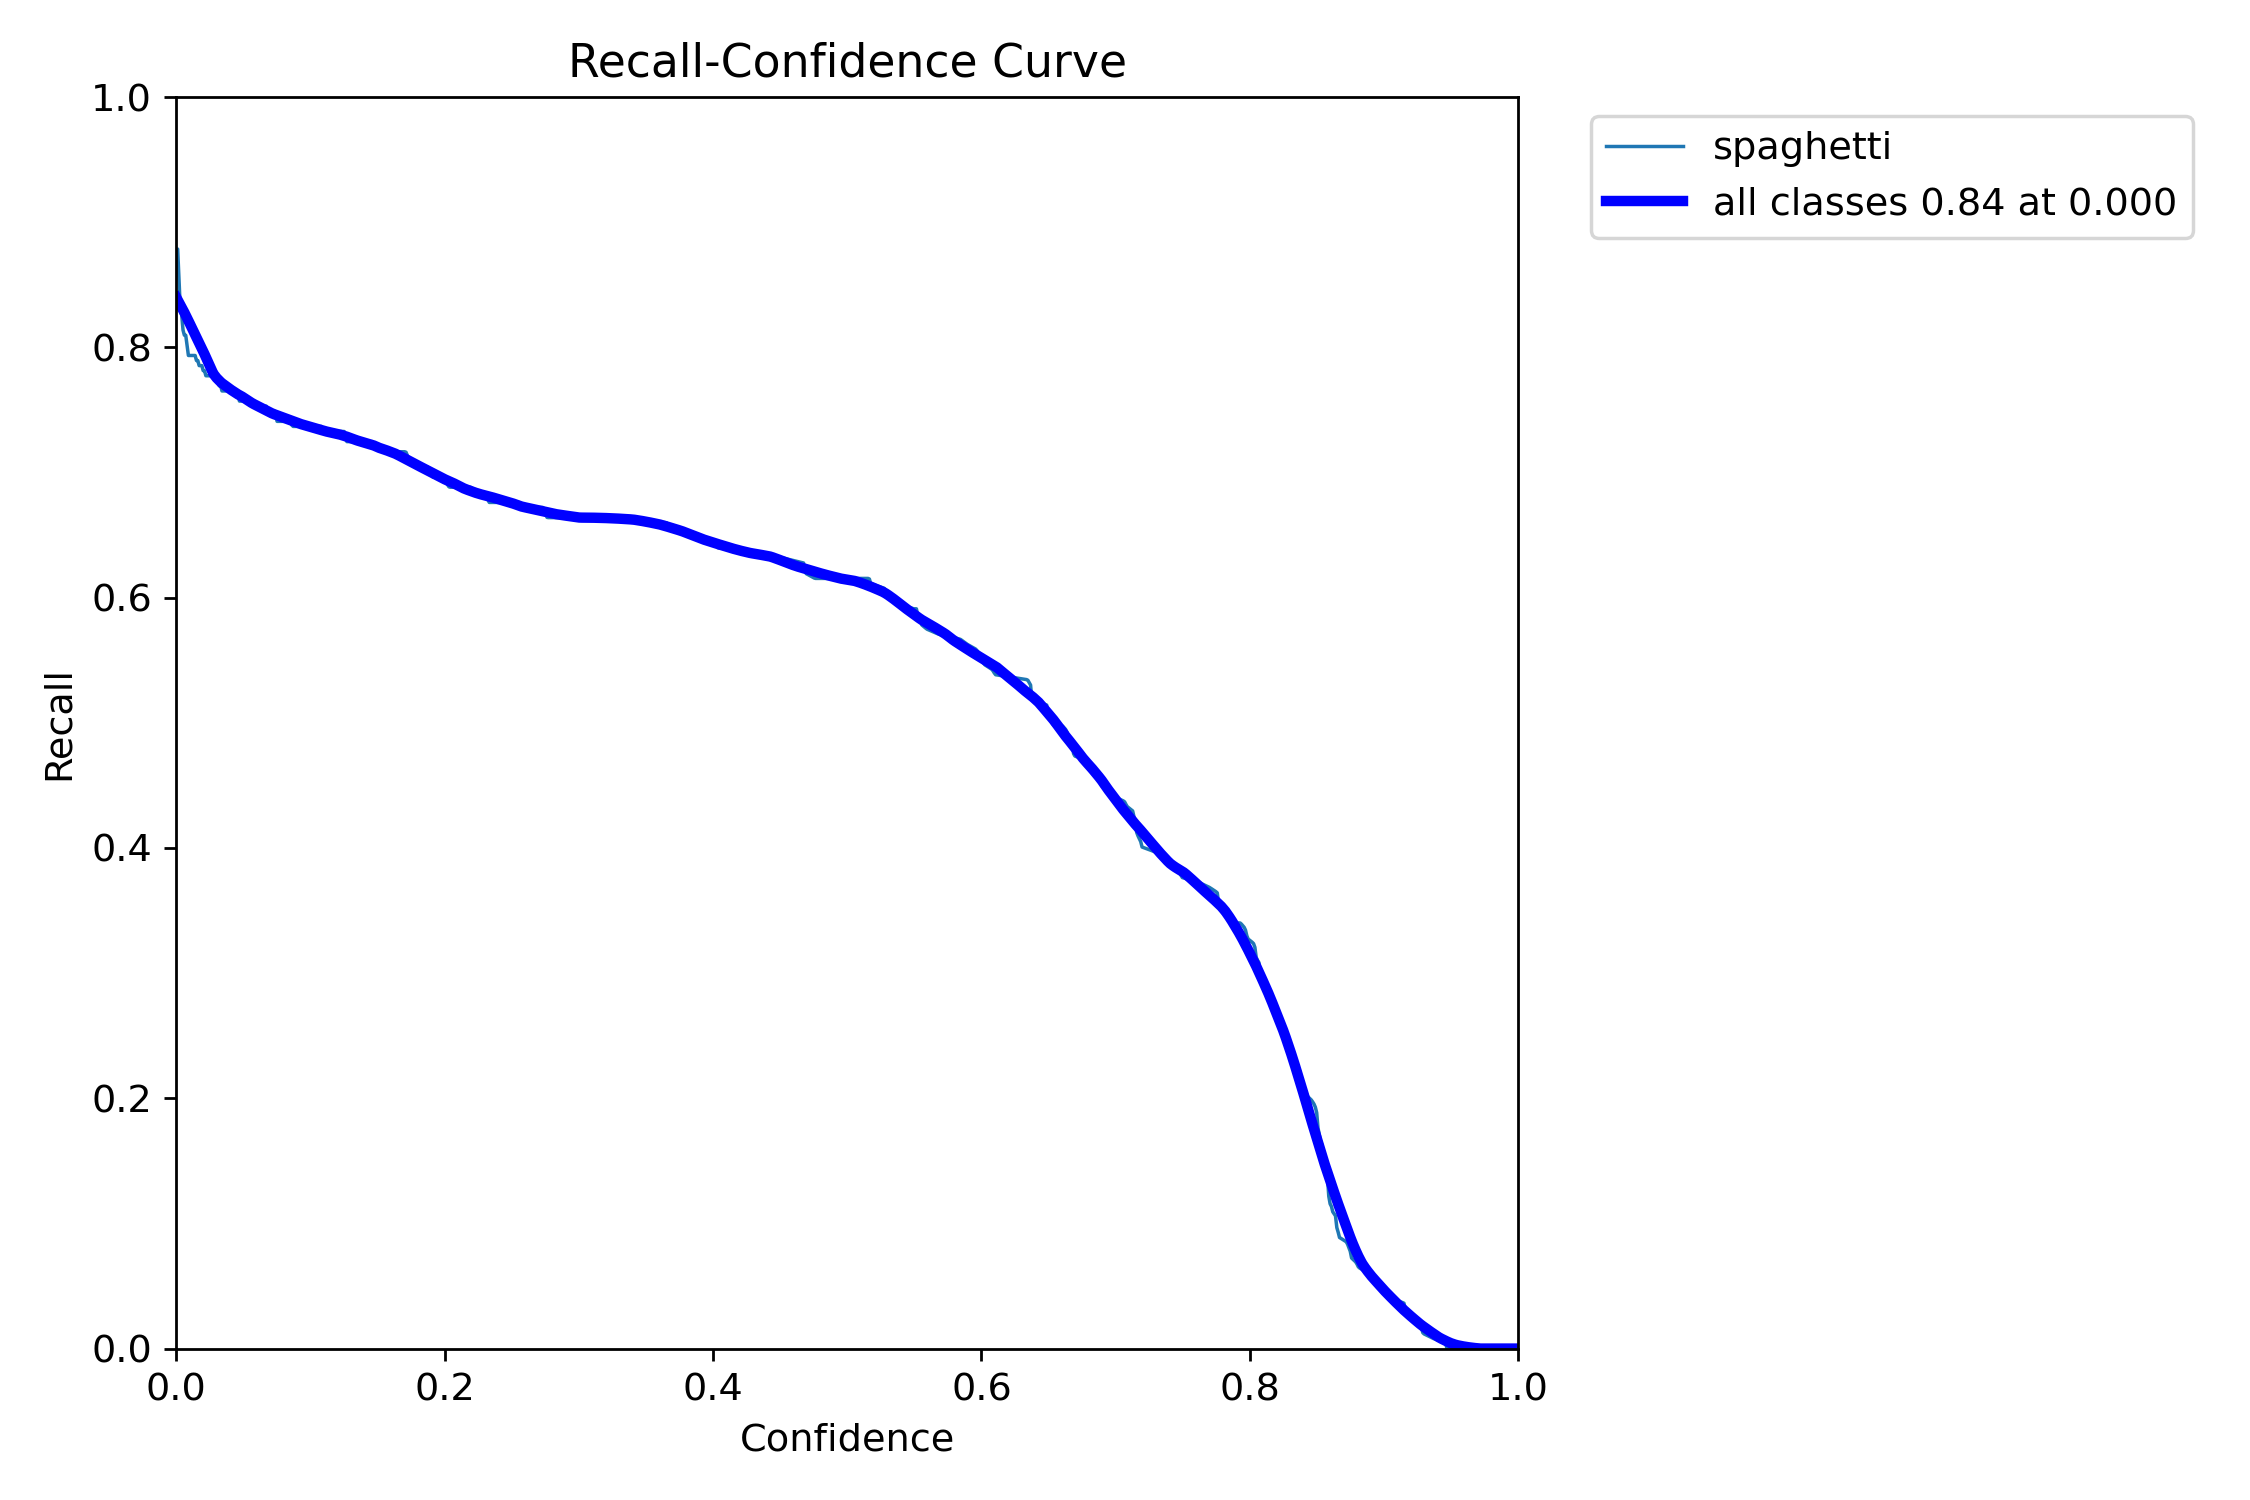 Recall-Confidence Curve
1.0
0.8
0.6
0.4
0.2
0.0
Recall
0.0 0.2 0.4 0.6 0.8 1.0
Confidence
spaghetti
all classes 0.84 at 0.000